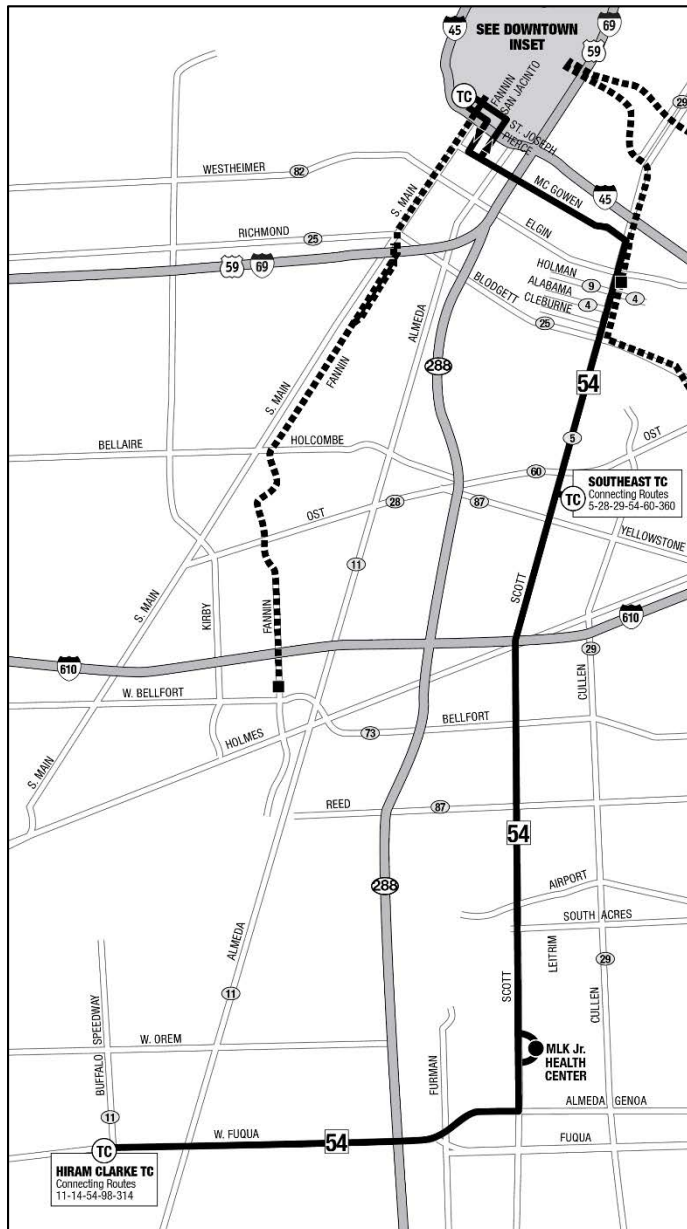 45
69
59
SEE DOWNTOWN
INSET
TC
FANNIN
SAN JACINTO
29
ST. JOSEPH
PIERCE
WESTHEIMER
82
MC GOWEN
45
S. MAIN
ELGIN
RICHMOND
25
59
69
HOLMAN
9
ALABAMA
4
4
CLEBURNE
BLODGETT
25
ALMEDA
FANNIN
288
54
S. MAIN
BELLAIRE
HOLCOMBE
5
OST
60
SOUTHEAST TC
Connecting Routes
5-28-29-54-60-360
TC
28
87
OST
YELLOWSTONE
11
SCOTT
S. MAIN
KIRBY
FANNIN
610
610
29
CULLEN
W. BELLFORT
BELLFORT
73
HOLMES
S. MAIN
REED
87
54
288
AIRPORT
SOUTH ACRES
LEITRIM
29
ALMEDA
11
SCOTT
CULLEN
BUFFALO SPEEDWAY
W. OREM
MLK Jr.
HEALTH
CENTER
FURMAN
11
ALMEDA GENOA
W. FUQUA
54
FUQUA
TC
HIRAM CLARKE TC
Connecting Routes
11-14-54-98-314